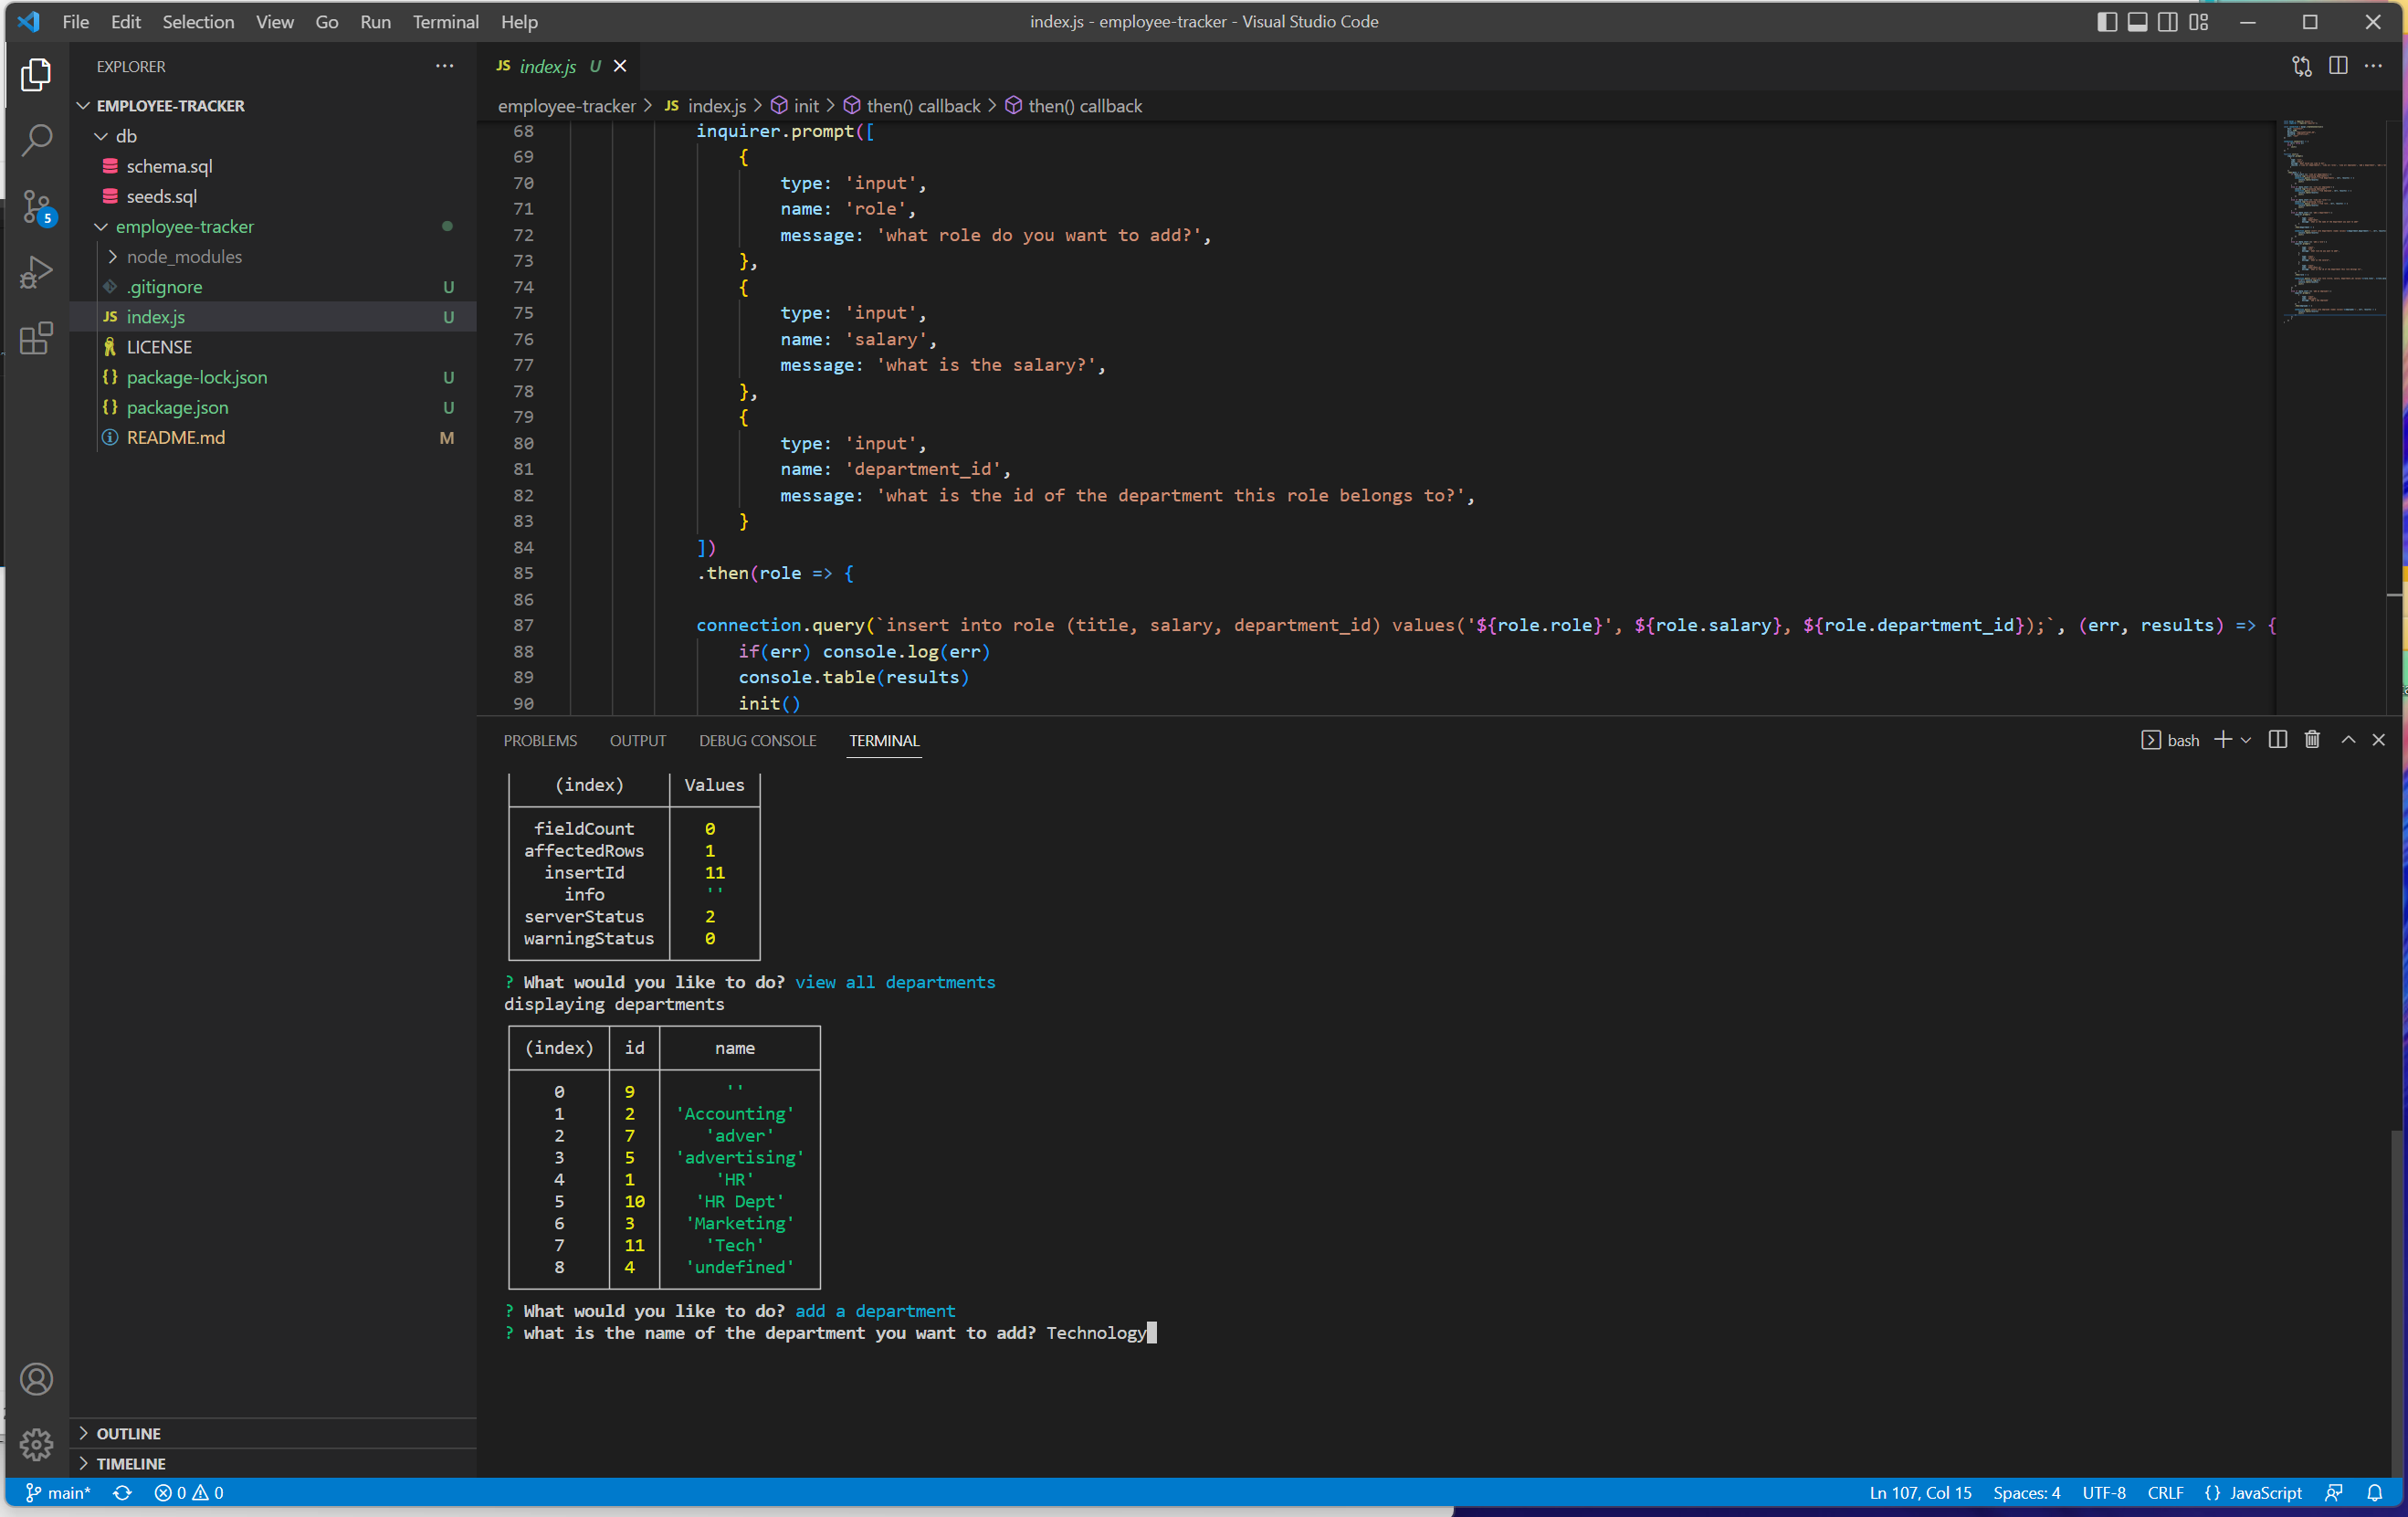 File Edit Selection View Go Run Terminal Help
index.js - employee-tracker - Visual Studio Code
EXPLORER
EMPLOYEE-TRACKER
db
schema.sql
seeds.sql
employee-tracker
node_modules
.gitignore U
JS index.js U
LICENSE
{} package-lock.json U
{} package.json U
README.md M
5
OUTLINE
TIMELINE
JS index.js U
employee-tracker > JS index.js > init > then() callback > then() callback
68 inquirer.prompt([
69 {
70 type: 'input',
71 name: 'role',
72 message: 'what role do you want to add?',
73 },
74 {
75 type: 'input',
76 name: 'salary',
77 message: 'what is the salary?',
78 },
79 {
80 type: 'input',
81 name: 'department_id',
82 message: 'what is the id of the department this role belongs to?',
83 }
84 ])
85 .then(role => {
86
87 connection.query(`insert into role (title, salary, department_id) values('${role.role}', ${role.salary}, ${role.department_id});`, (err, results) => {
88 if(err) console.log(err)
89 console.table(results)
90 init()
PROBLEMS OUTPUT DEBUG CONSOLE TERMINAL
bash
(index) Values
fieldCount 0
affectedRows 1
insertId 11
info ''
serverStatus 2
warningStatus 0
? What would you like to do? view all departments
displaying departments
(index) id name
0 9 ''
1 2 'Accounting'
2 7 'adver'
3 5 'advertising'
4 1 'HR'
5 10 'HR Dept'
6 3 'Marketing'
7 11 'Tech'
8 4 'undefined'
? What would you like to do? add a department
? what is the name of the department you want to add? Technology
main* 0 0
Ln 107, Col 15 Spaces: 4 UTF-8 CRLF {} JavaScript